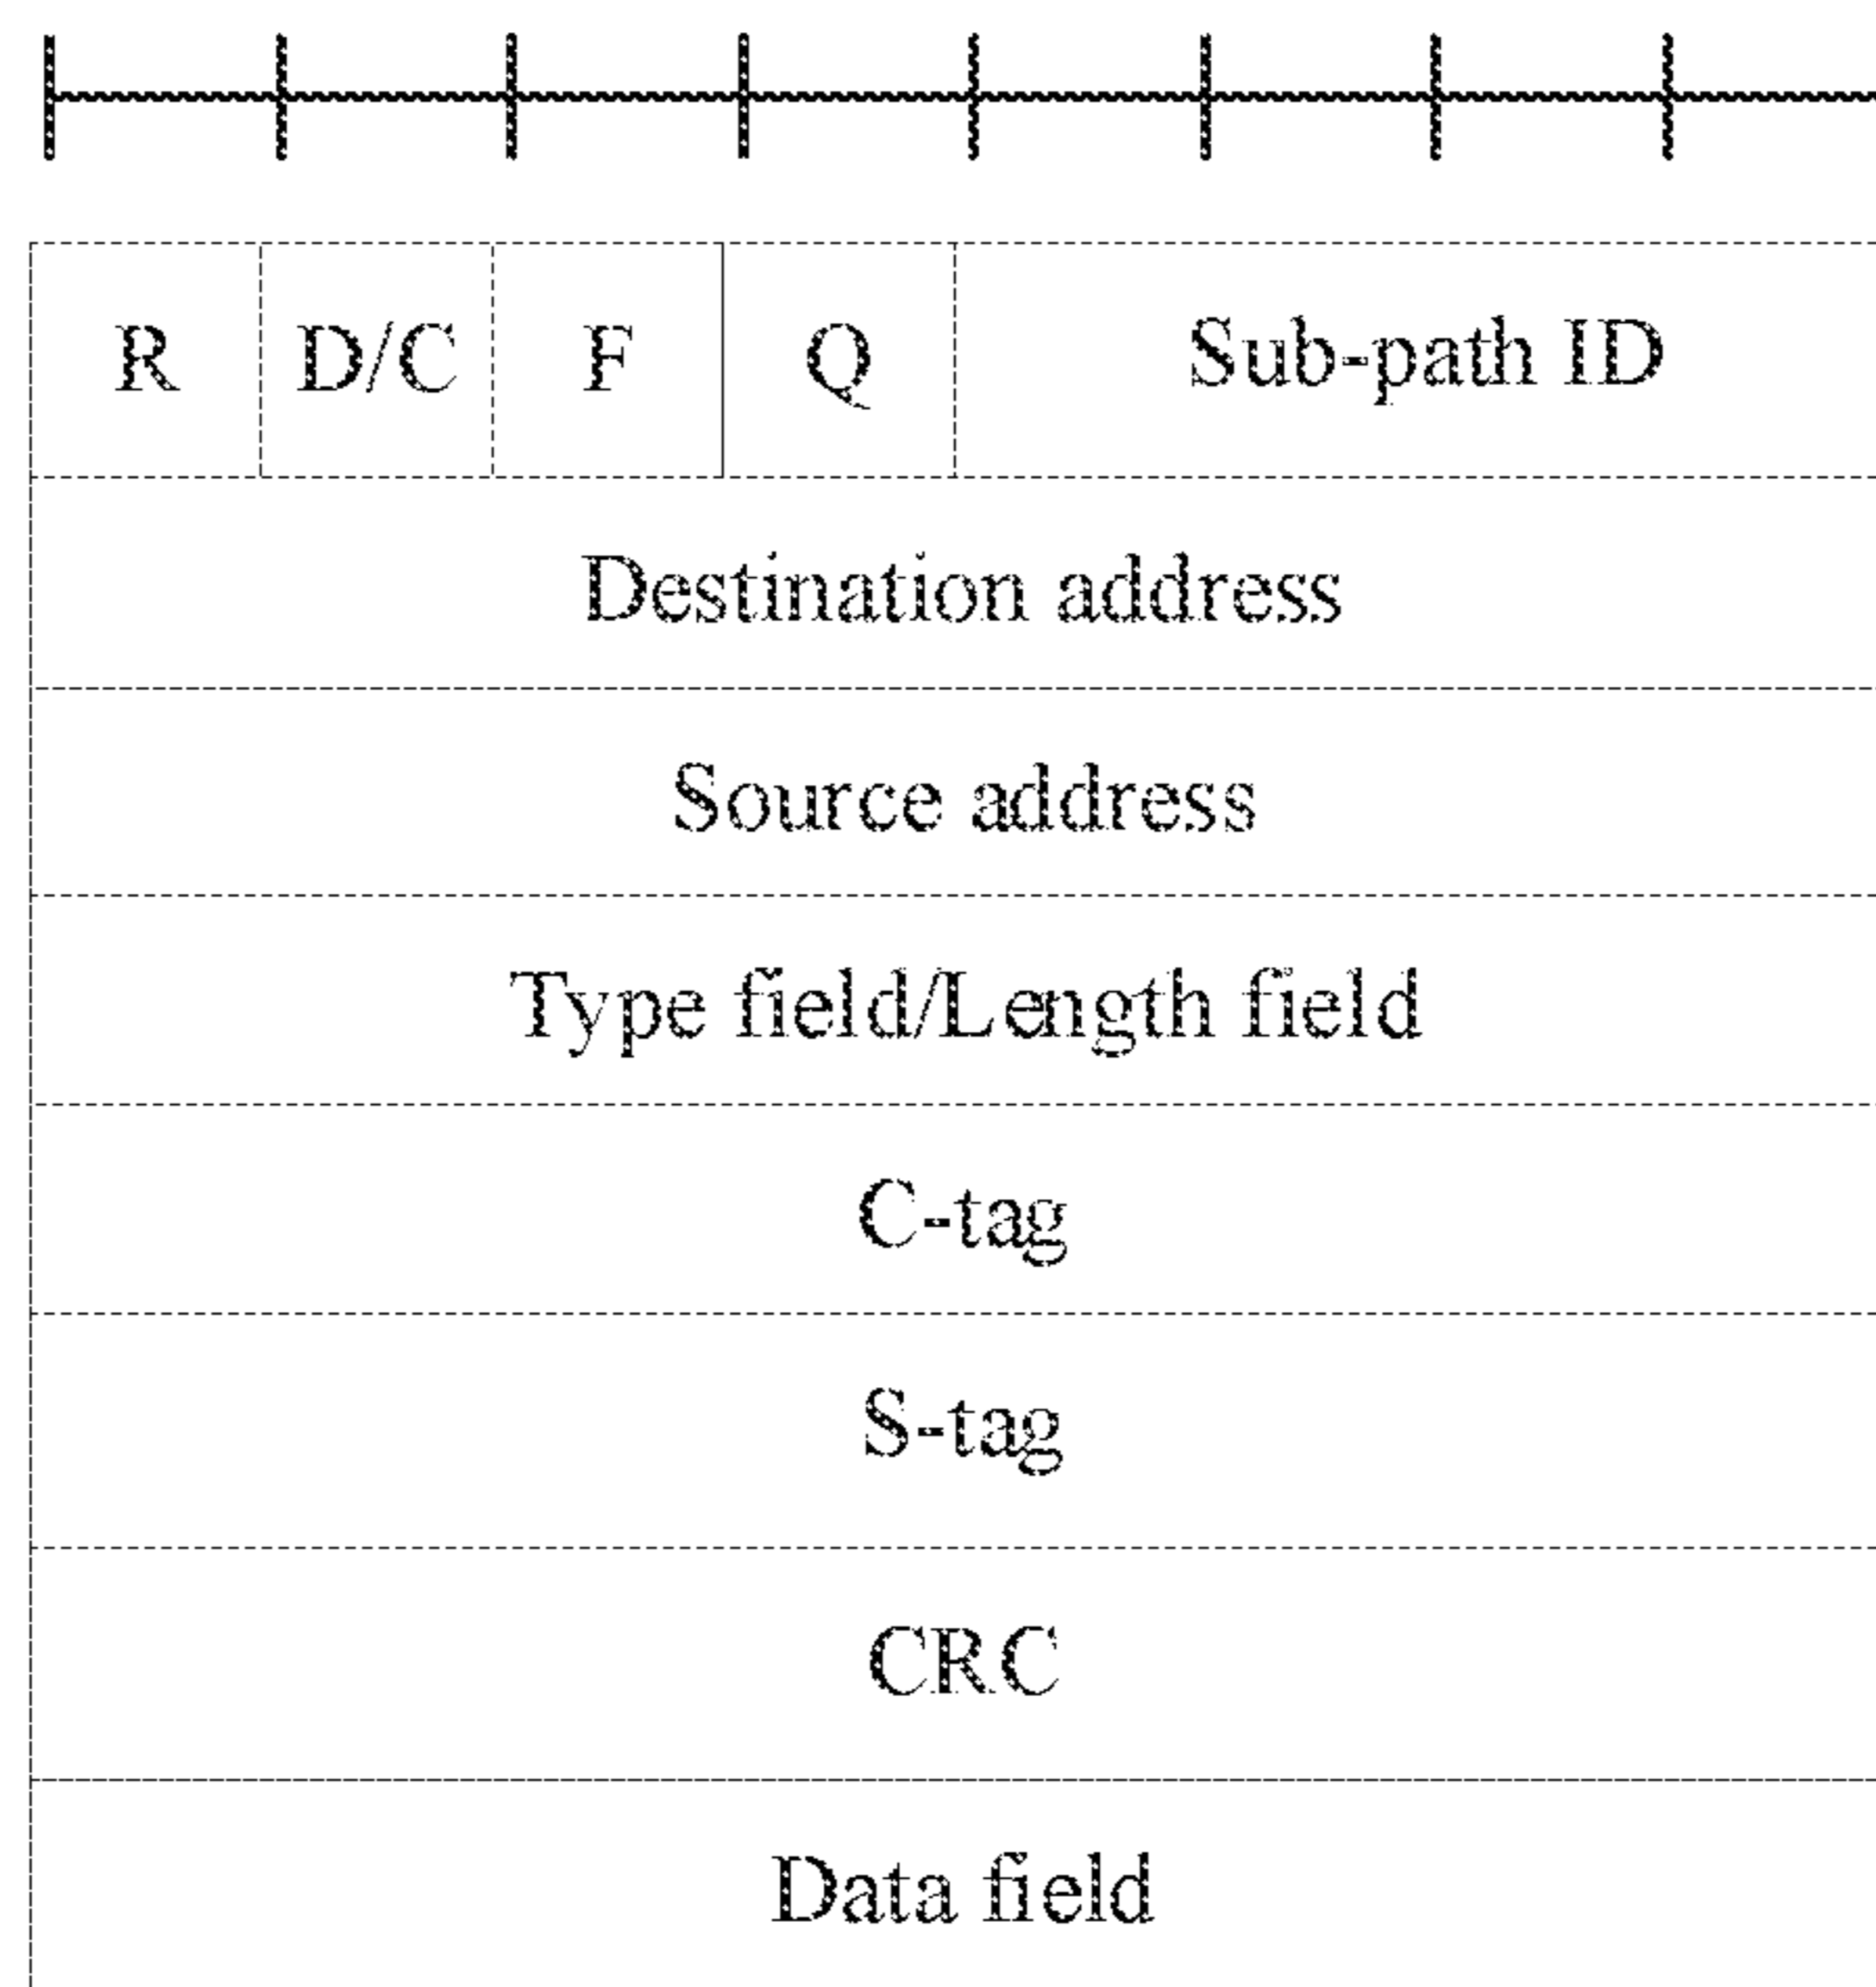 R D/C F Q Sub-path ID
Destination address
Source address
Type field/Length field
C-tag
S-tag
CRC
Data field